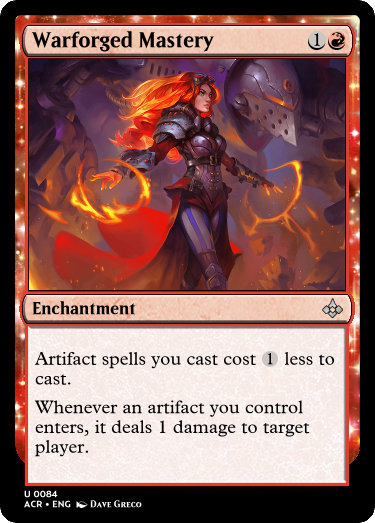 Warforged Mastery 1
Enchantment
Artifact spells you cast cost 1 less to
cast.
Whenever an artifact you control
enters, it deals 1 damage to target
player.
U 0084
ACR • ENG Dave Greco